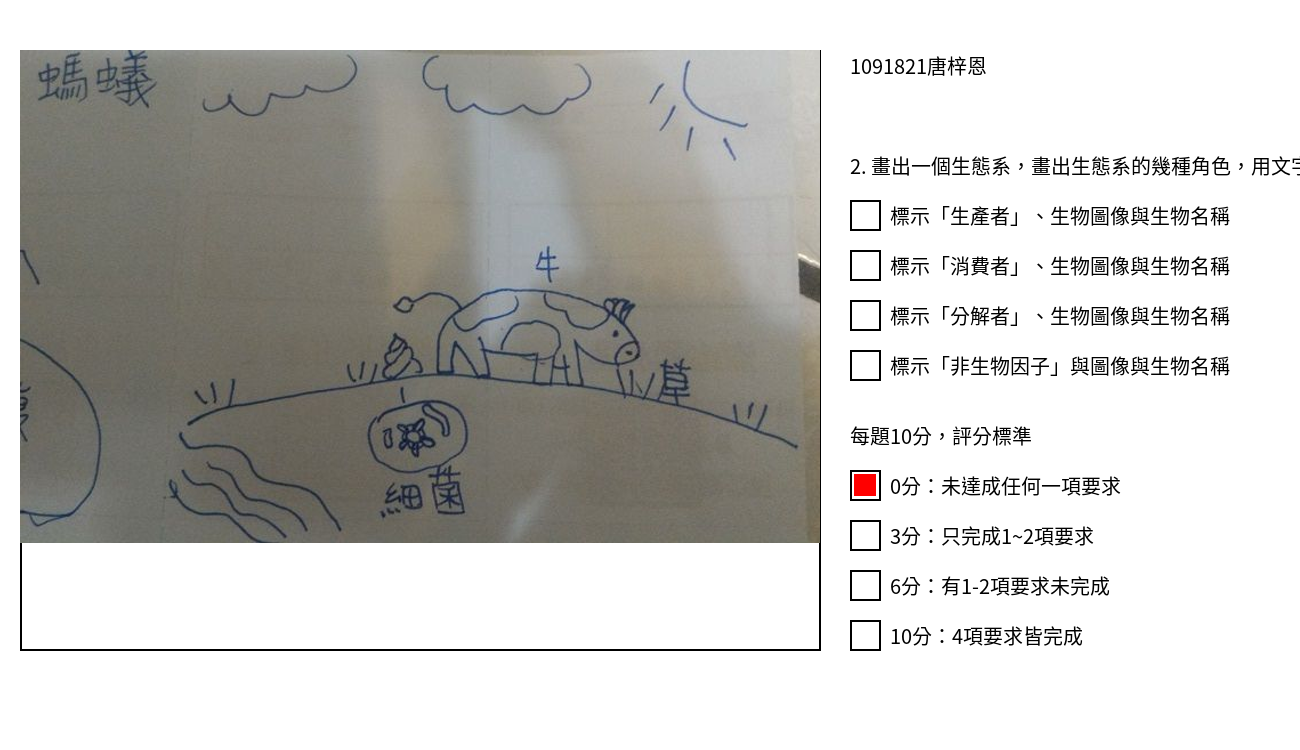 螞蟻
牛
草
細菌
1091821唐梓恩
2. 畫出一個生態系，畫出生態系的幾種角色，用文字
標示「生產者」、生物圖像與生物名稱
標示「消費者」、生物圖像與生物名稱
標示「分解者」、生物圖像與生物名稱
標示「非生物因子」與圖像與生物名稱
每題10分，評分標準
0分：未達成任何一項要求
3分：只完成1~2項要求
6分：有1-2項要求未完成
10分：4項要求皆完成